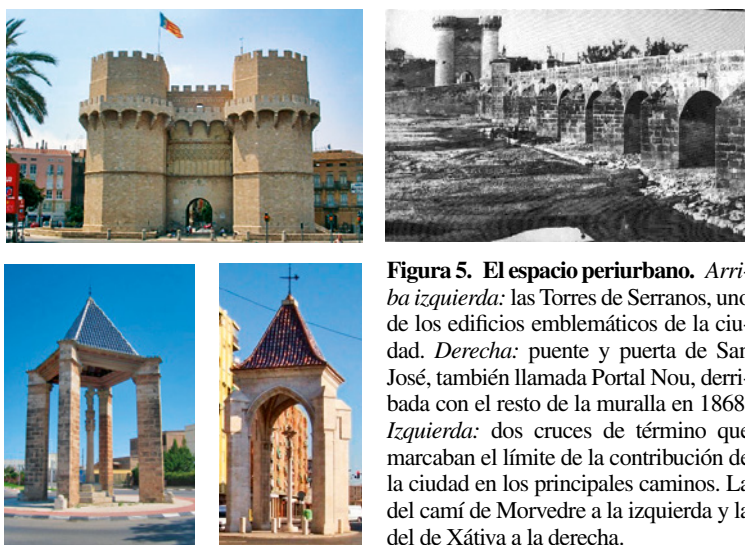 Figura 5. El espacio periurbano. Arri-
ba izquierda: las Torres de Serranos, uno
de los edificios emblemáticos de la ciu-
dad. Derecha: puente y puerta de San
José, también llamada Portal Nou, derri-
bada con el resto de la muralla en 1868.
Izquierda: dos cruces de término que
marcaban el límite de la contribución de
la ciudad en los principales caminos. La
del camí de Morvedre a la izquierda y la
del de Xátiva a la derecha.